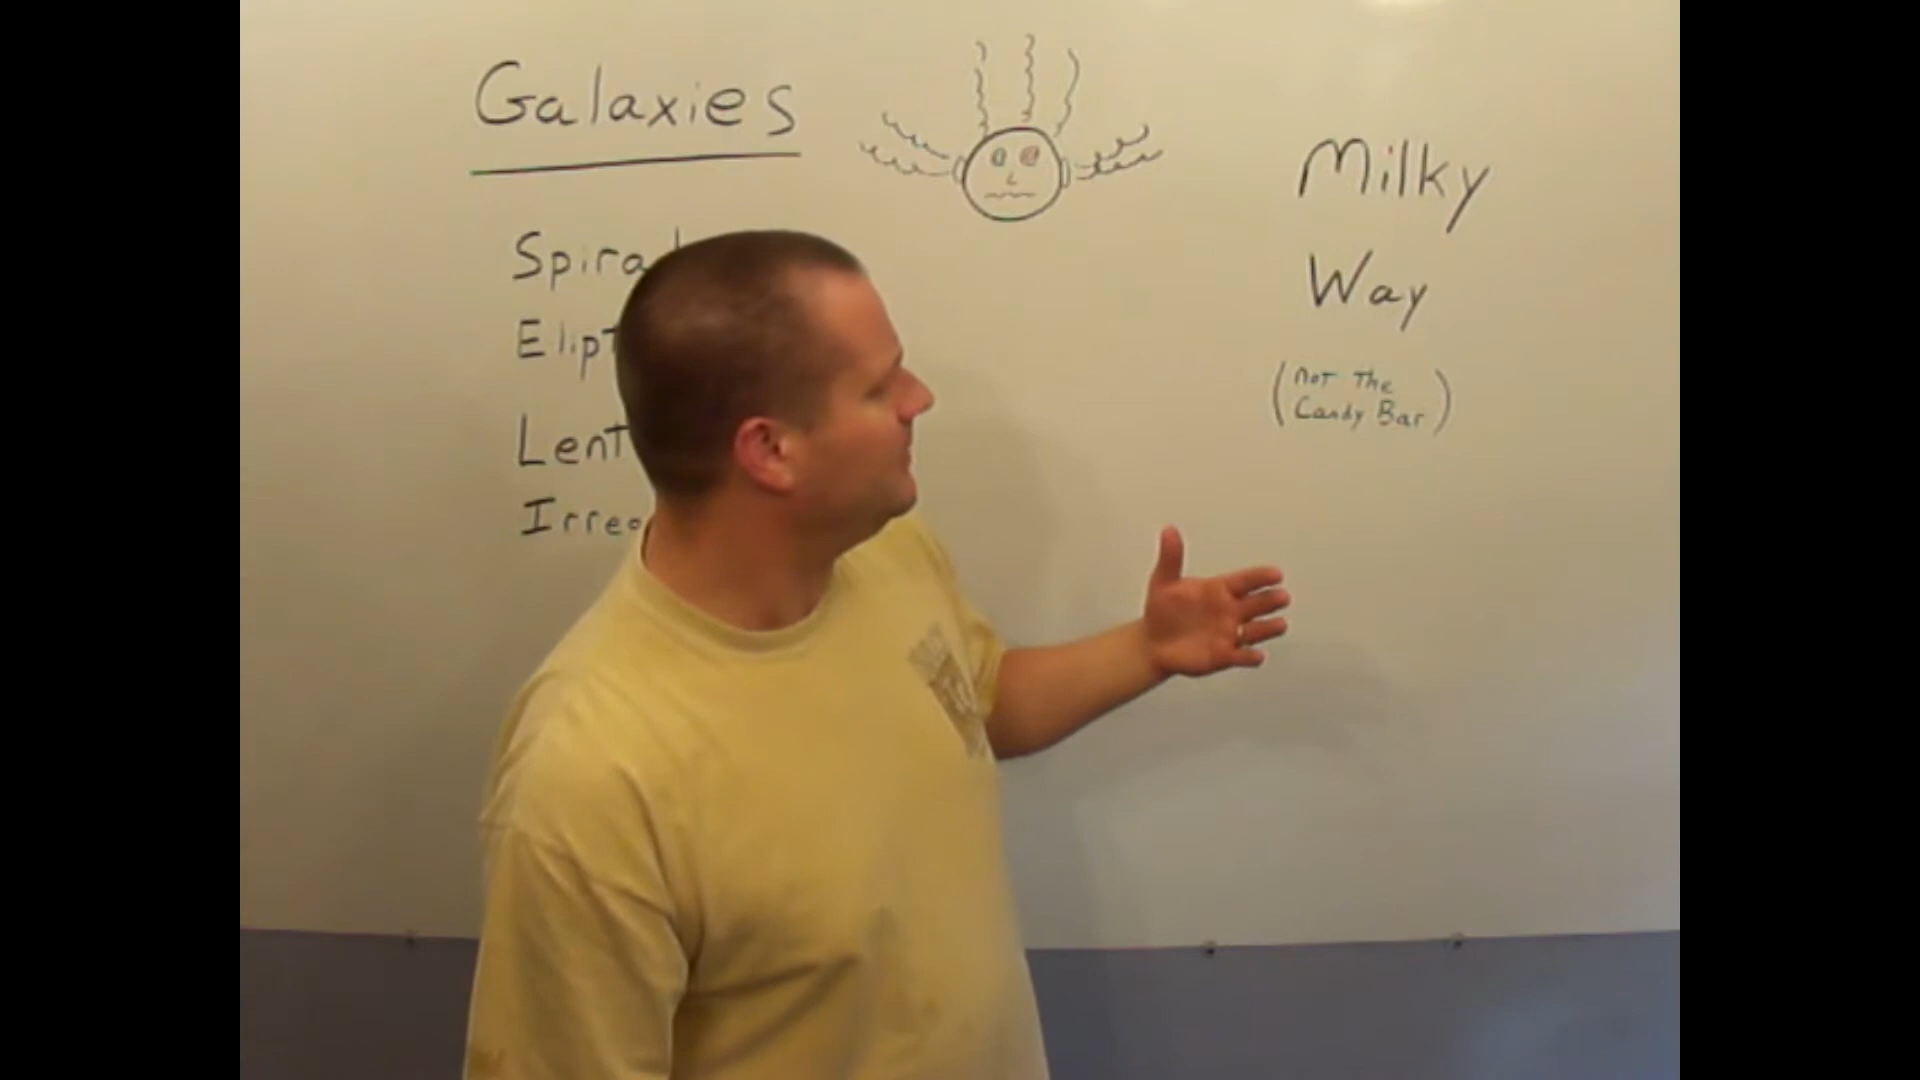 Galaxies
Spiral
Elipt
Lent
Irreg
Milky
Way
(not the
Candy Bar)